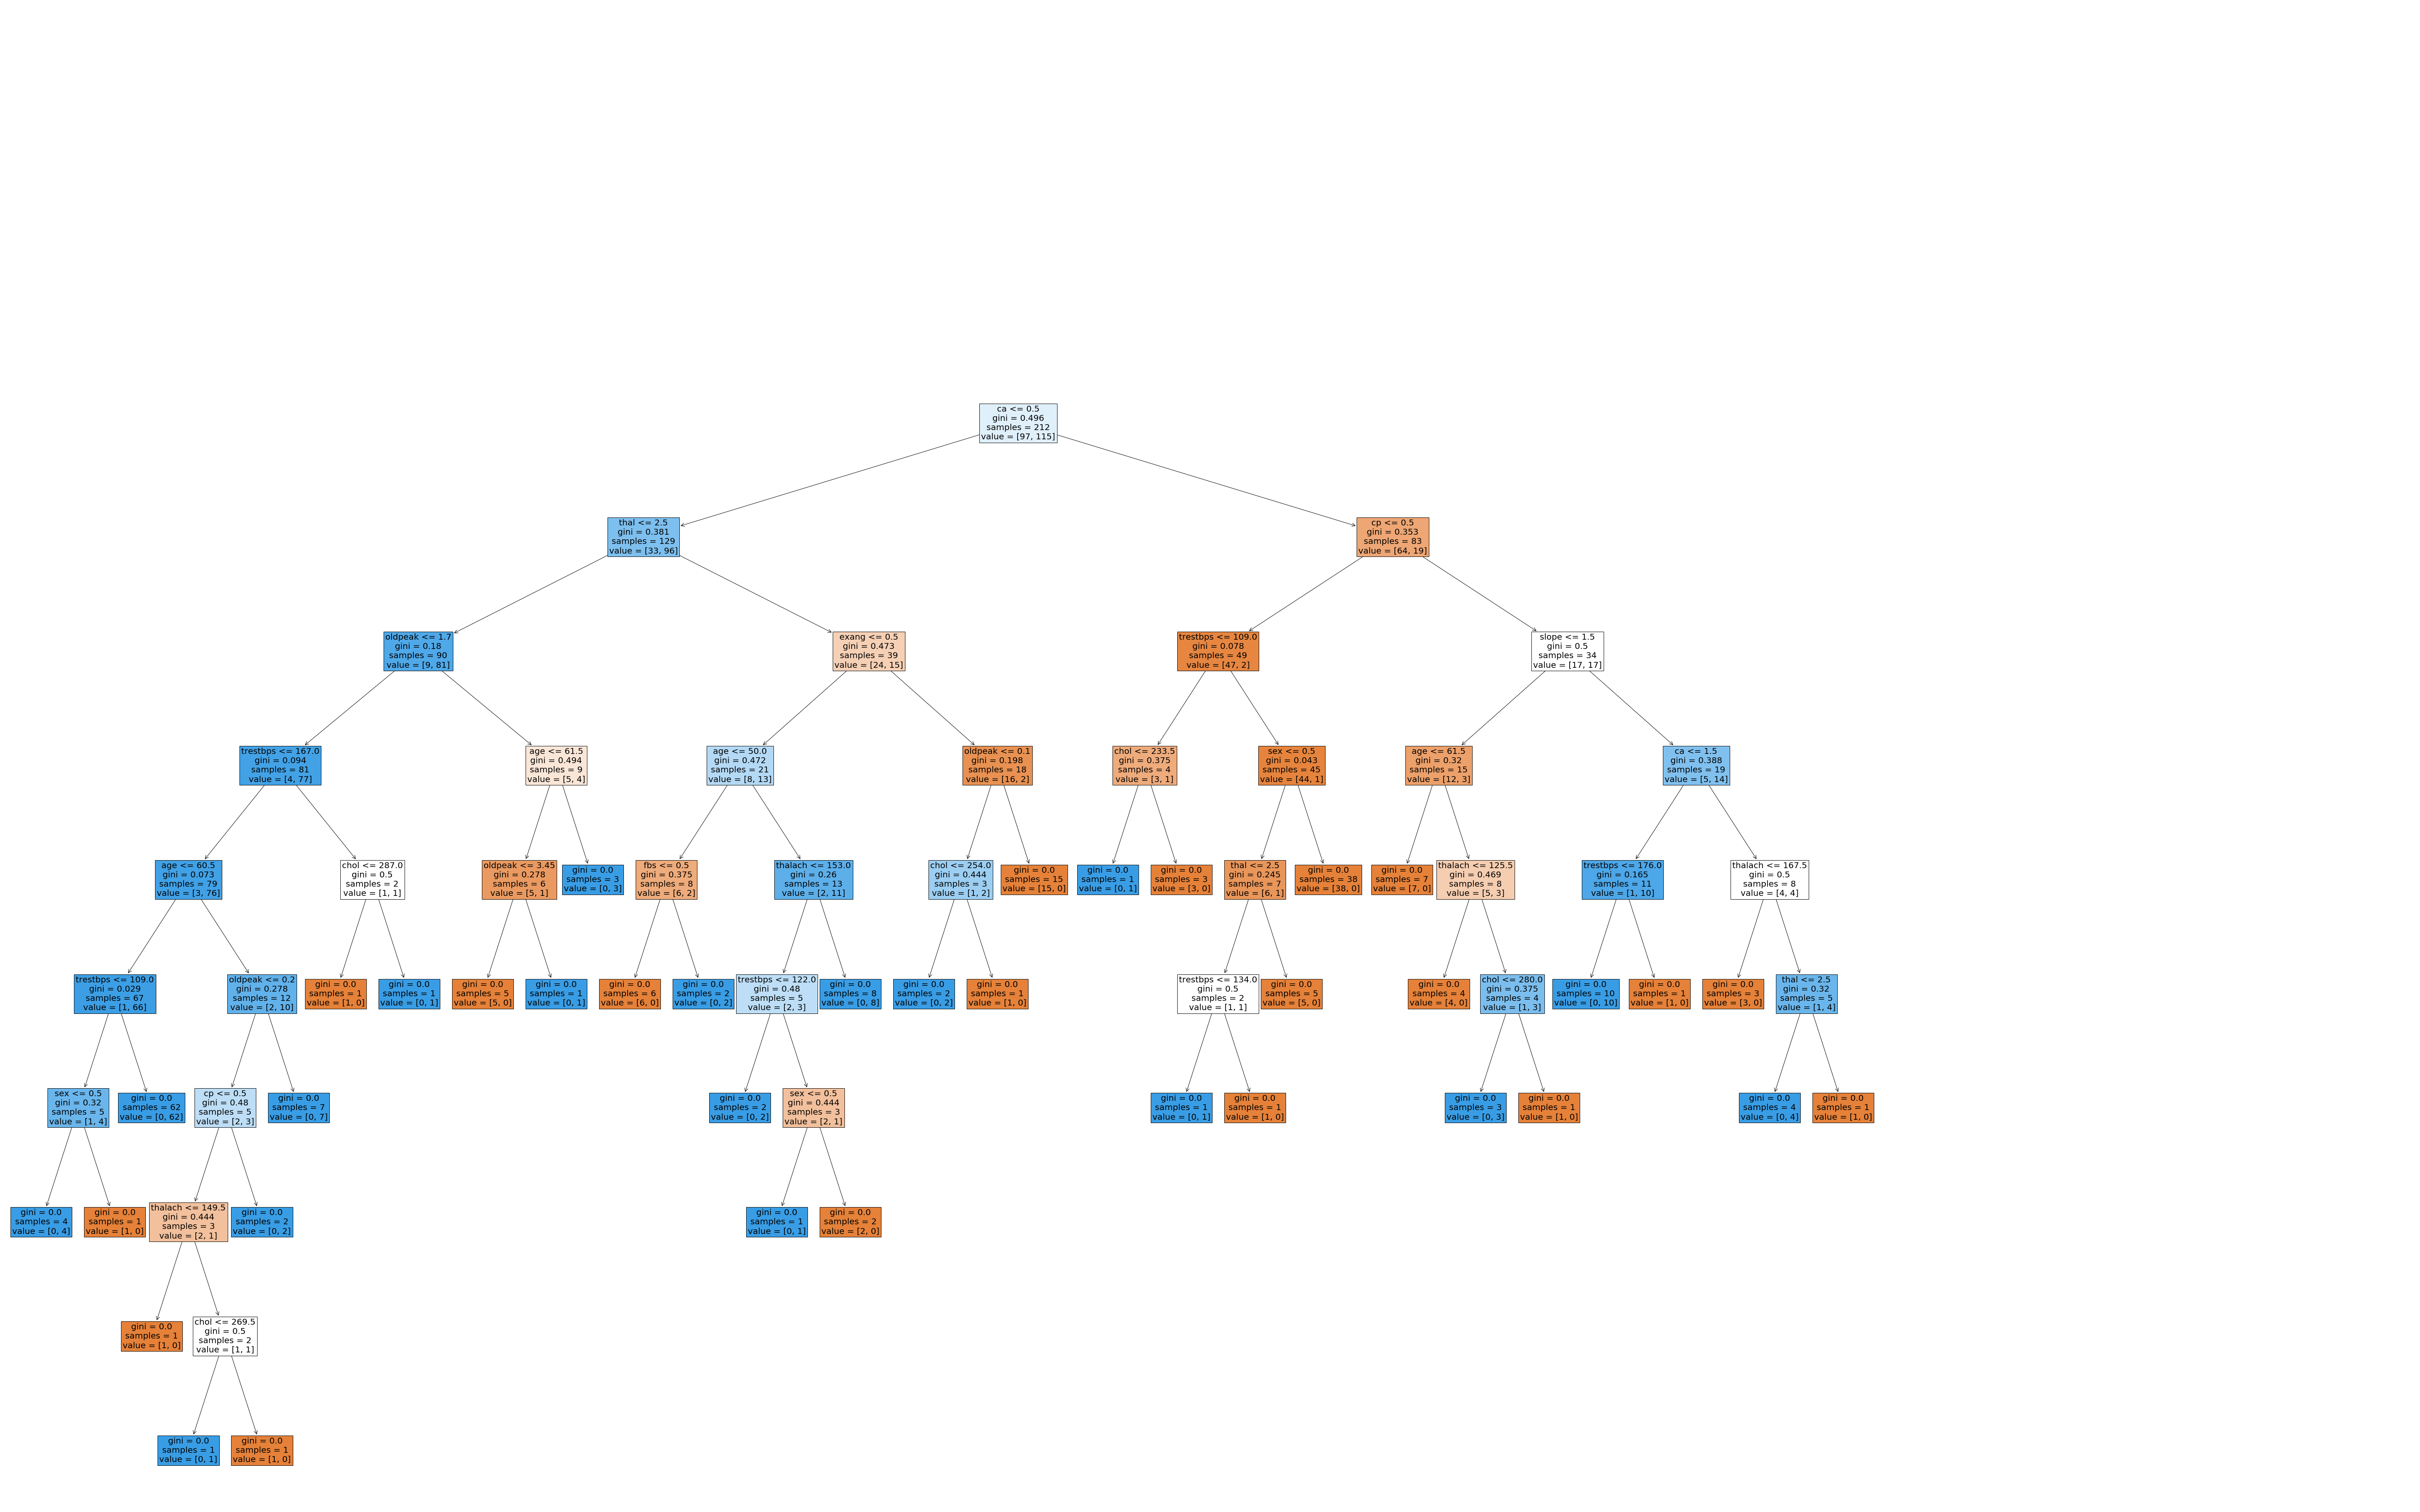 ca <= 0.5
gini = 0.496
samples = 212
value = [97, 115]
thal <= 2.5
gini = 0.381
samples = 129
value = [33, 96]
cp <= 0.5
gini = 0.353
samples = 83
value = [64, 19]
oldpeak <= 1.7
gini = 0.18
samples = 90
value = [9, 81]
exang <= 0.5
gini = 0.473
samples = 39
value = [24, 15]
trestbps <= 109.0
gini = 0.078
samples = 49
value = [47, 2]
slope <= 1.5
gini = 0.5
samples = 34
value = [17, 17]
trestbps <= 167.0
gini = 0.094
samples = 81
value = [4, 77]
age <= 61.5
gini = 0.494
samples = 9
value = [5, 4]
age <= 50.0
gini = 0.472
samples = 21
value = [8, 13]
oldpeak <= 0.1
gini = 0.198
samples = 18
value = [16, 2]
chol <= 233.5
gini = 0.375
samples = 4
value = [3, 1]
sex <= 0.5
gini = 0.043
samples = 45
value = [44, 1]
age <= 61.5
gini = 0.32
samples = 15
value = [12, 3]
ca <= 1.5
gini = 0.388
samples = 19
value = [5, 14]
age <= 60.5
gini = 0.073
samples = 79
value = [3, 76]
chol <= 287.0
gini = 0.5
samples = 2
value = [1, 1]
oldpeak <= 3.45
gini = 0.278
samples = 6
value = [5, 1]
gini = 0.0
samples = 3
value = [0, 3]
fbs <= 0.5
gini = 0.375
samples = 8
value = [6, 2]
thalach <= 153.0
gini = 0.26
samples = 13
value = [2, 11]
chol <= 254.0
gini = 0.444
samples = 3
value = [1, 2]
gini = 0.0
samples = 15
value = [15, 0]
gini = 0.0
samples = 1
value = [0, 1]
gini = 0.0
samples = 3
value = [3, 0]
thal <= 2.5
gini = 0.245
samples = 7
value = [6, 1]
gini = 0.0
samples = 38
value = [38, 0]
gini = 0.0
samples = 7
value = [7, 0]
thalach <= 125.5
gini = 0.469
samples = 8
value = [5, 3]
trestbps <= 176.0
gini = 0.165
samples = 11
value = [1, 10]
thalach <= 167.5
gini = 0.5
samples = 8
value = [4, 4]
trestbps <= 109.0
gini = 0.029
samples = 67
value = [1, 66]
oldpeak <= 0.2
gini = 0.278
samples = 12
value = [2, 10]
gini = 0.0
samples = 1
value = [1, 0]
gini = 0.0
samples = 1
value = [0, 1]
gini = 0.0
samples = 5
value = [5, 0]
gini = 0.0
samples = 1
value = [0, 1]
gini = 0.0
samples = 6
value = [6, 0]
gini = 0.0
samples = 2
value = [0, 2]
trestbps <= 122.0
gini = 0.48
samples = 5
value = [2, 3]
gini = 0.0
samples = 8
value = [0, 8]
gini = 0.0
samples = 2
value = [0, 2]
gini = 0.0
samples = 1
value = [1, 0]
trestbps <= 134.0
gini = 0.5
samples = 2
value = [1, 1]
gini = 0.0
samples = 5
value = [5, 0]
gini = 0.0
samples = 4
value = [4, 0]
chol <= 280.0
gini = 0.375
samples = 4
value = [1, 3]
gini = 0.0
samples = 10
value = [0, 10]
gini = 0.0
samples = 1
value = [1, 0]
gini = 0.0
samples = 3
value = [3, 0]
thal <= 2.5
gini = 0.32
samples = 5
value = [1, 4]
sex <= 0.5
gini = 0.32
samples = 5
value = [1, 4]
gini = 0.0
samples = 62
value = [0, 62]
cp <= 0.5
gini = 0.48
samples = 5
value = [2, 3]
gini = 0.0
samples = 7
value = [0, 7]
gini = 0.0
samples = 2
value = [0, 2]
sex <= 0.5
gini = 0.444
samples = 3
value = [2, 1]
gini = 0.0
samples = 1
value = [0, 1]
gini = 0.0
samples = 1
value = [1, 0]
gini = 0.0
samples = 3
value = [0, 3]
gini = 0.0
samples = 1
value = [1, 0]
gini = 0.0
samples = 4
value = [0, 4]
gini = 0.0
samples = 1
value = [1, 0]
gini = 0.0
samples = 4
value = [0, 4]
gini = 0.0
samples = 1
value = [1, 0]
thalach <= 149.5
gini = 0.444
samples = 3
value = [2, 1]
gini = 0.0
samples = 2
value = [0, 2]
gini = 0.0
samples = 1
value = [0, 1]
gini = 0.0
samples = 2
value = [2, 0]
gini = 0.0
samples = 1
value = [1, 0]
chol <= 269.5
gini = 0.5
samples = 2
value = [1, 1]
gini = 0.0
samples = 1
value = [0, 1]
gini = 0.0
samples = 1
value = [1, 0]